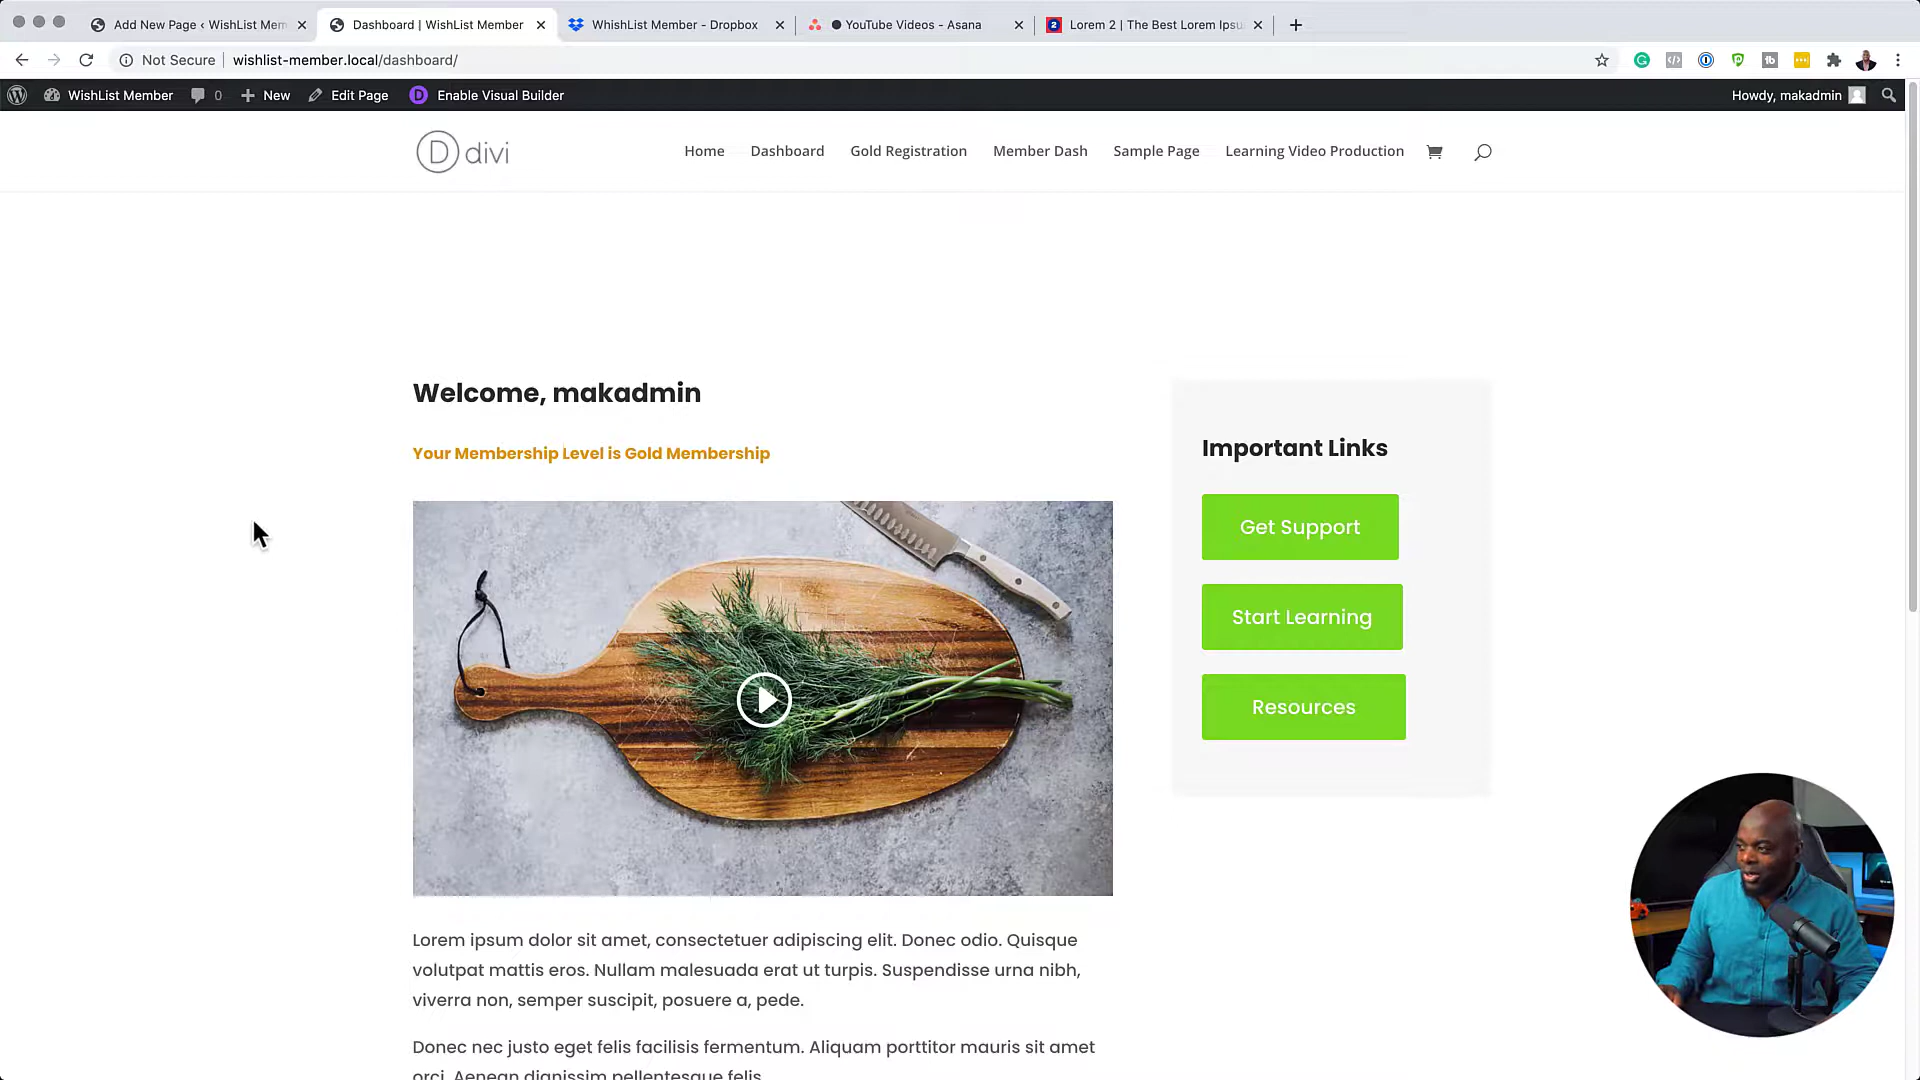 Add New Page ‹ WishList Mem
Dashboard | WishList Member
WhishList Member - Dropbox
YouTube Videos - Asana
Lorem 2 | The Best Lorem Ipsu
Not Secure wishlist-member.local/dashboard/
WishList Member 0 New Edit Page Enable Visual Builder Howdy, makadmin
divi
Home Dashboard Gold Registration Member Dash Sample Page Learning Video Production
Welcome, makadmin
Your Membership Level is Gold Membership
Important Links
Get Support
Start Learning
Resources
Lorem ipsum dolor sit amet, consectetuer adipiscing elit. Donec odio. Quisque
volutpat mattis eros. Nullam malesuada erat ut turpis. Suspendisse urna nibh,
viverra non, semper suscipit, posuere a, pede.
Donec nec justo eget felis facilisis fermentum. Aliquam porttitor mauris sit amet
orci. Aenean dignissim pellentesque felis.